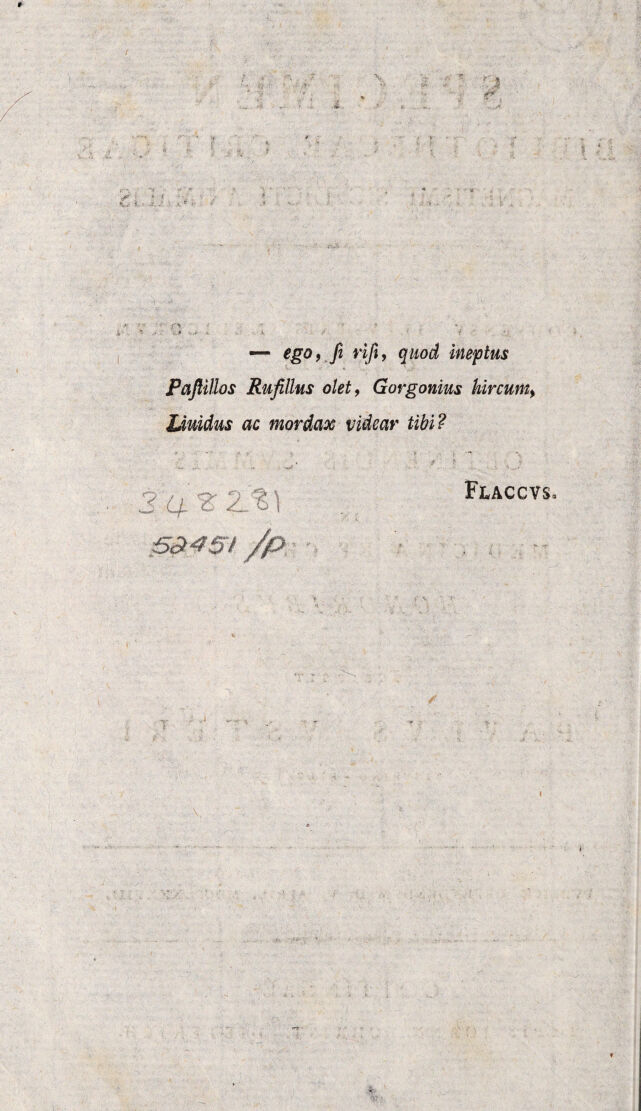 — ego, ſi riſi, quod ineptus
Paſtillos Rufillus olet, Gorgonius hircum,
Liuidus ac mordax videar tibi?
FLACCVS.
348281
52451/P